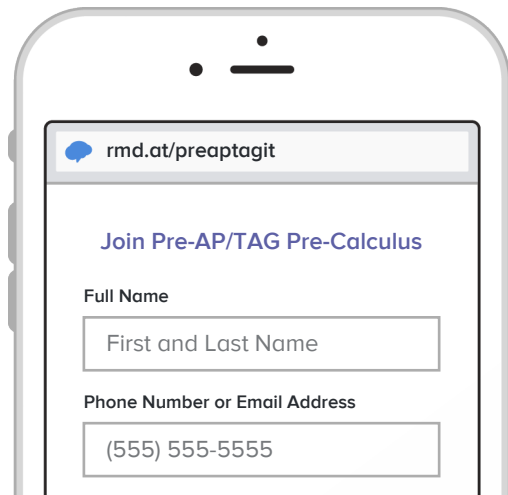 rmd.at/preaptagit
Join Pre-AP/TAG Pre-Calculus
Full Name
First and Last Name
Phone Number or Email Address
(555) 555-5555